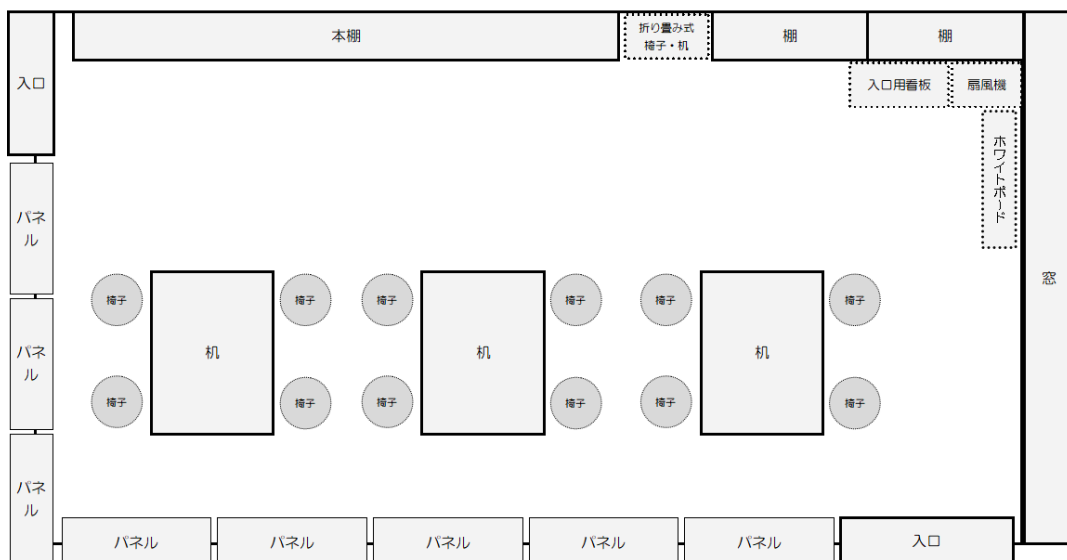 本棚
折り畳み式
椅子・机
棚
棚
入口
入口用看板
扇風機
ホワイトボード
パネ
ル
窓
椅子
椅子
椅子
椅子
椅子
椅子
机
机
机
パネ
ル
椅子
椅子
椅子
椅子
椅子
椅子
パネ
ル
パネル
パネル
パネル
パネル
パネル
入口